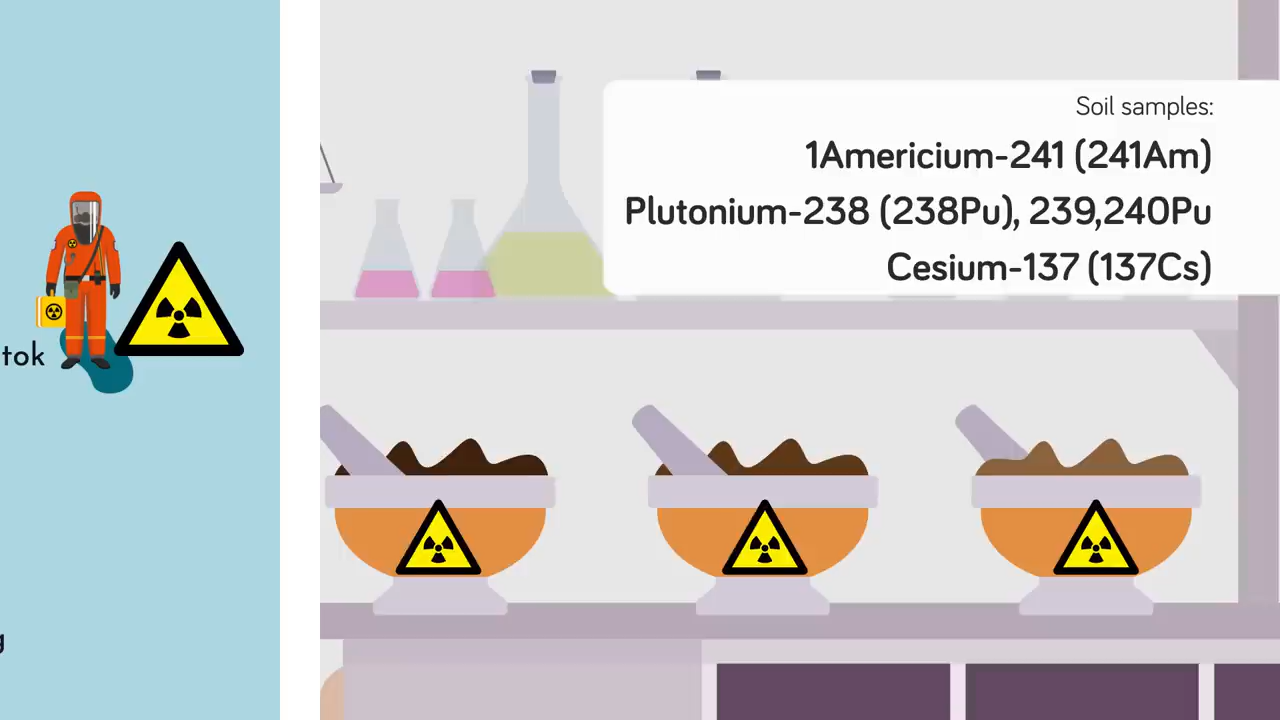 Soil samples:
1Americium-241 (241Am)
Plutonium-238 (238Pu), 239,240Pu
Cesium-137 (137Cs)
tok